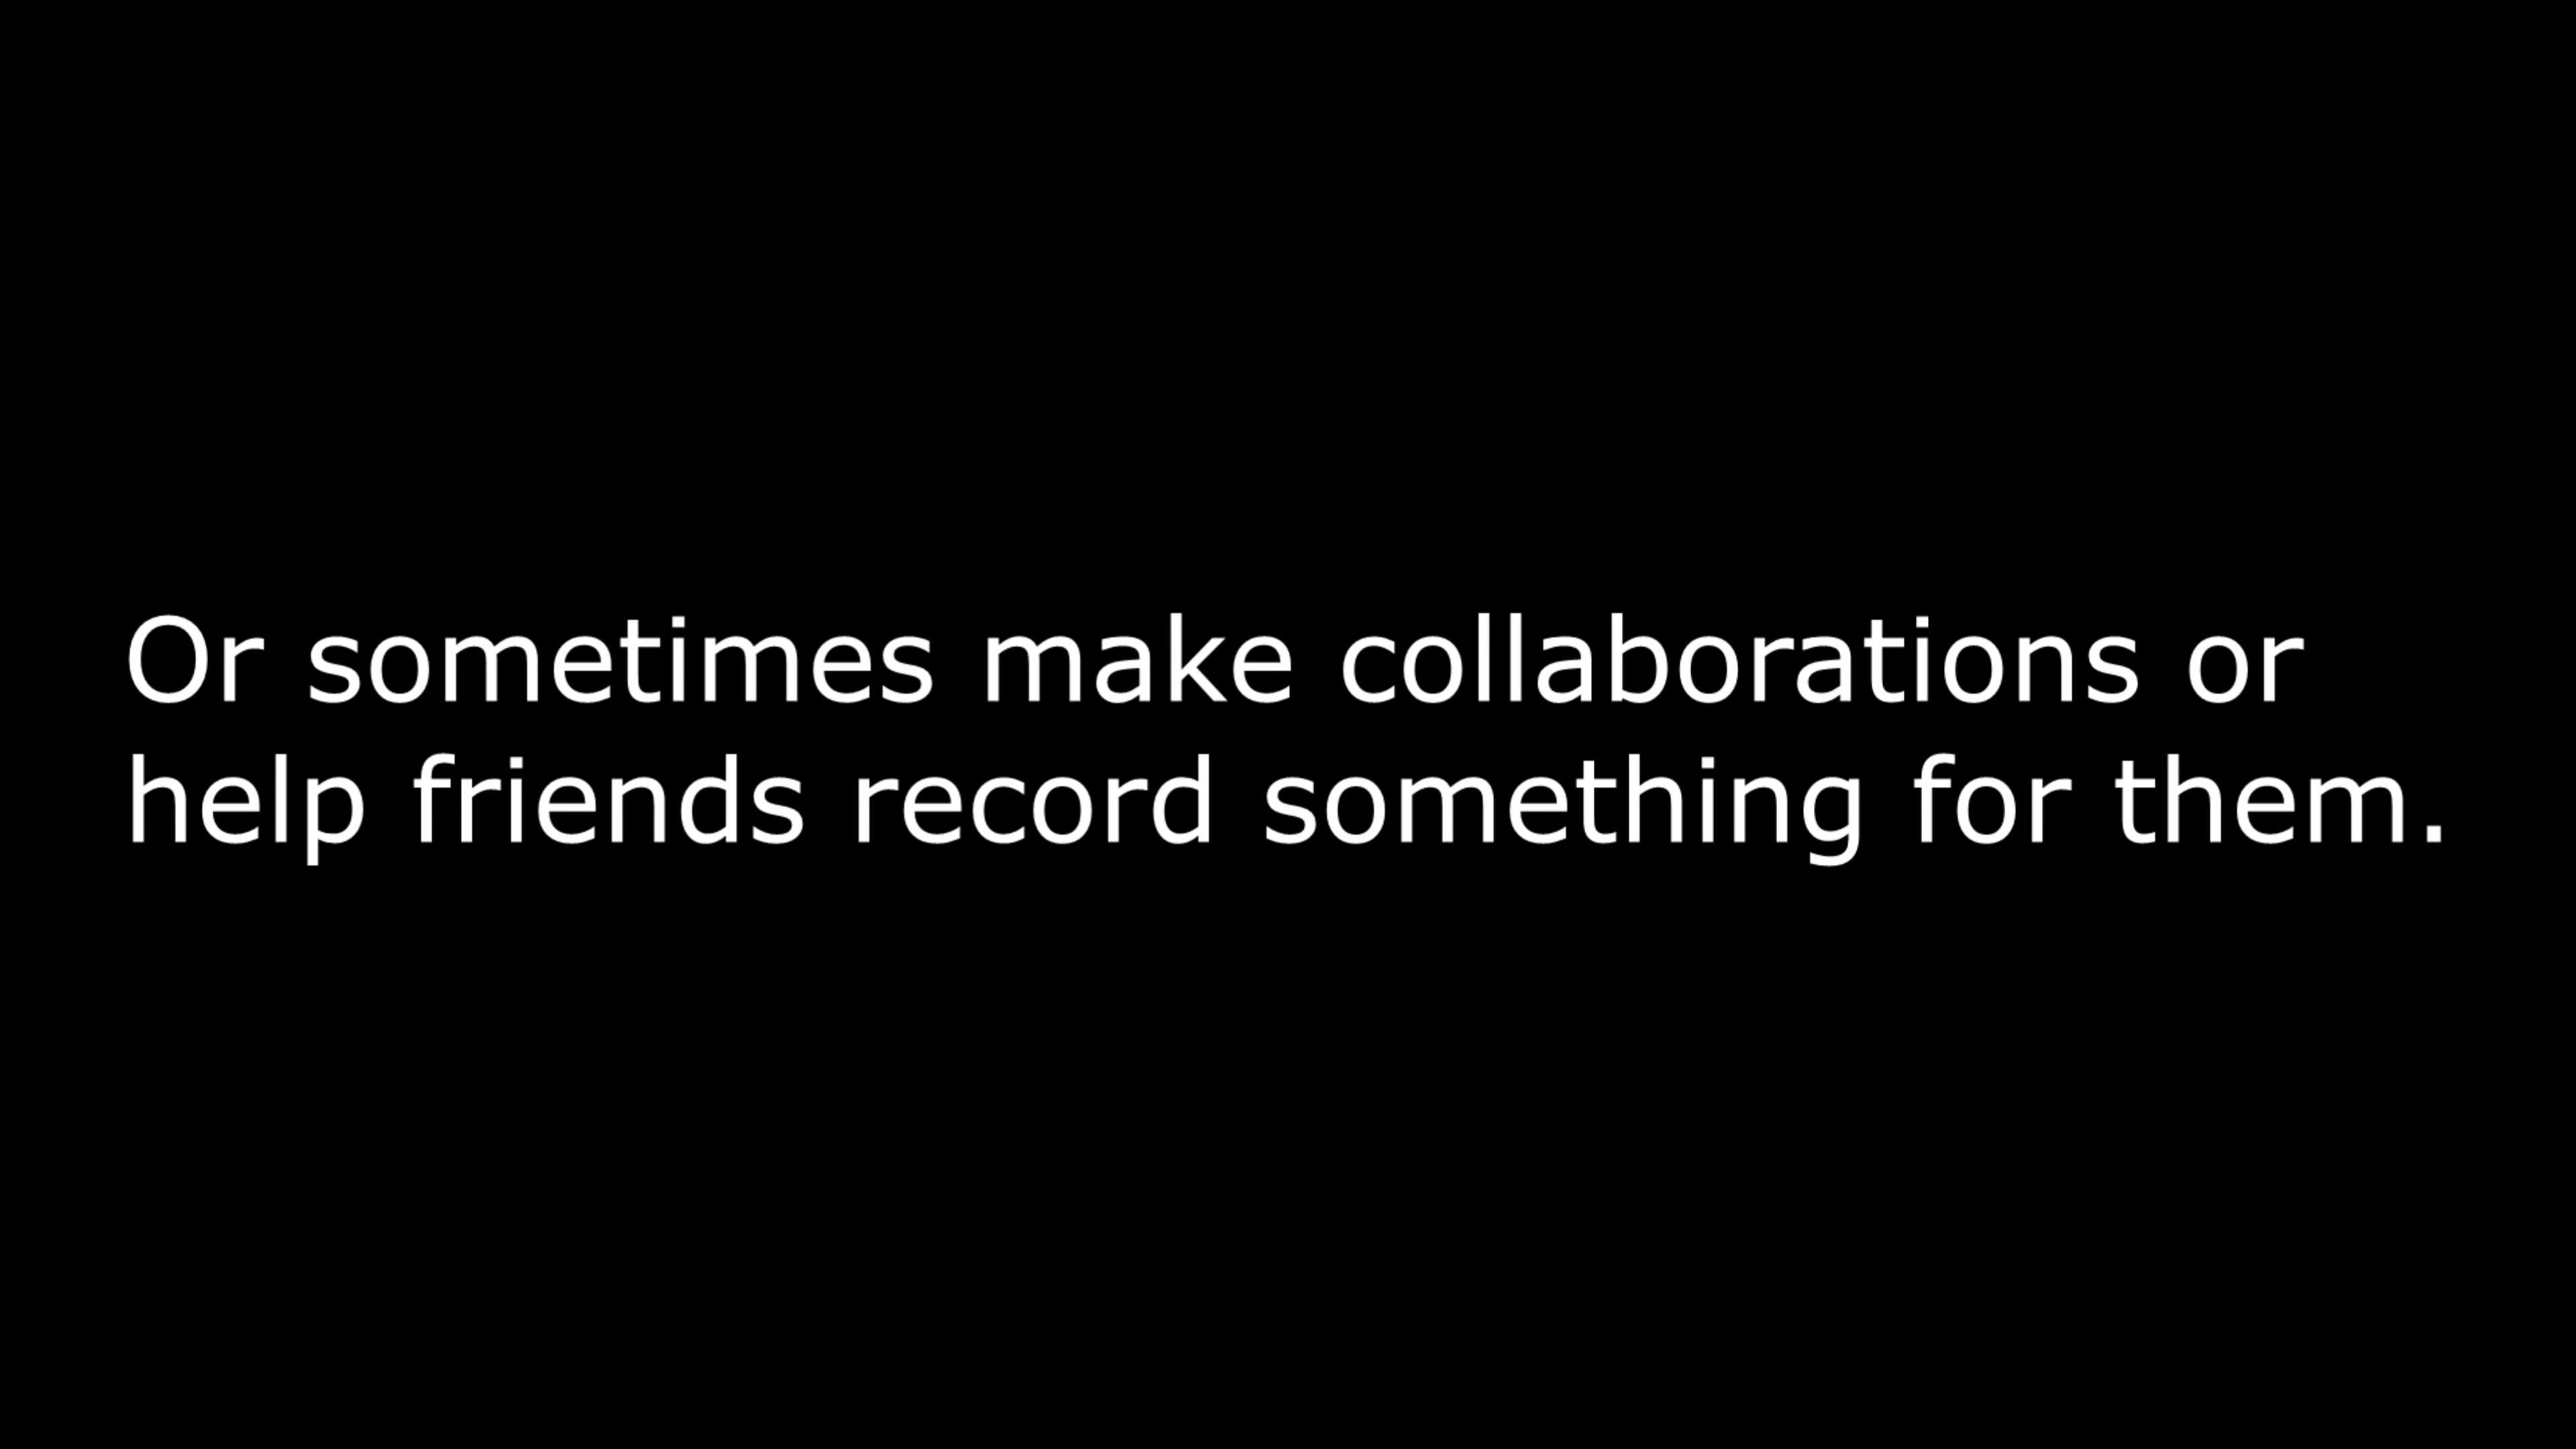 Or sometimes make collaborations or
help friends record something for them.